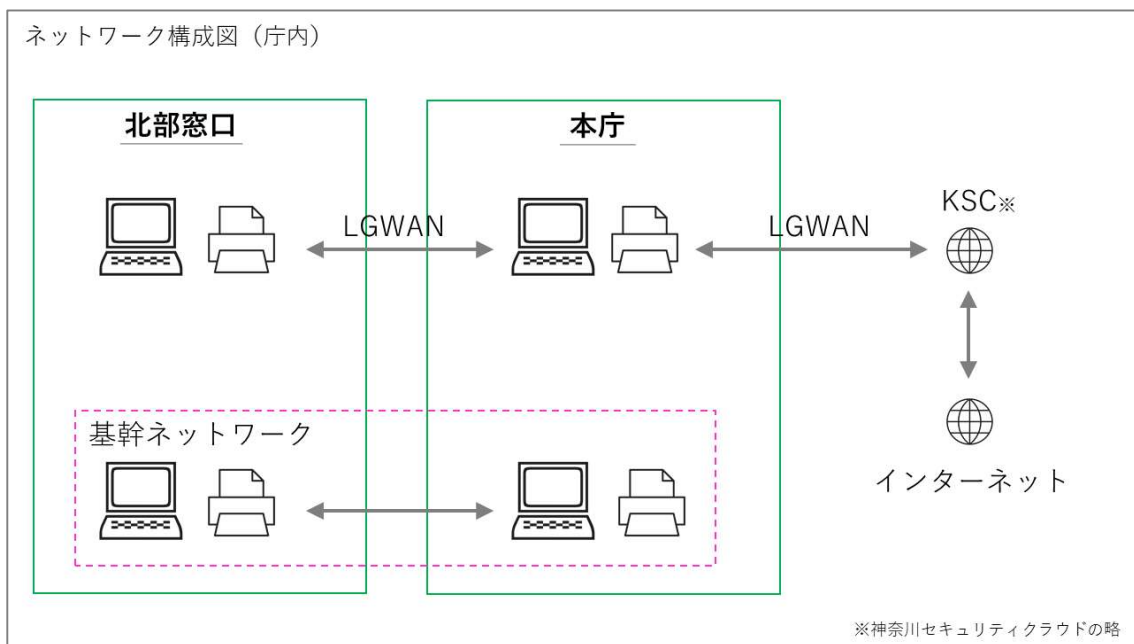 ネットワーク構成図（庁内）
北部窓口
本庁
LGWAN
LGWAN
KSC※
基幹ネットワーク
インターネット
※神奈川セキュリティクラウドの略